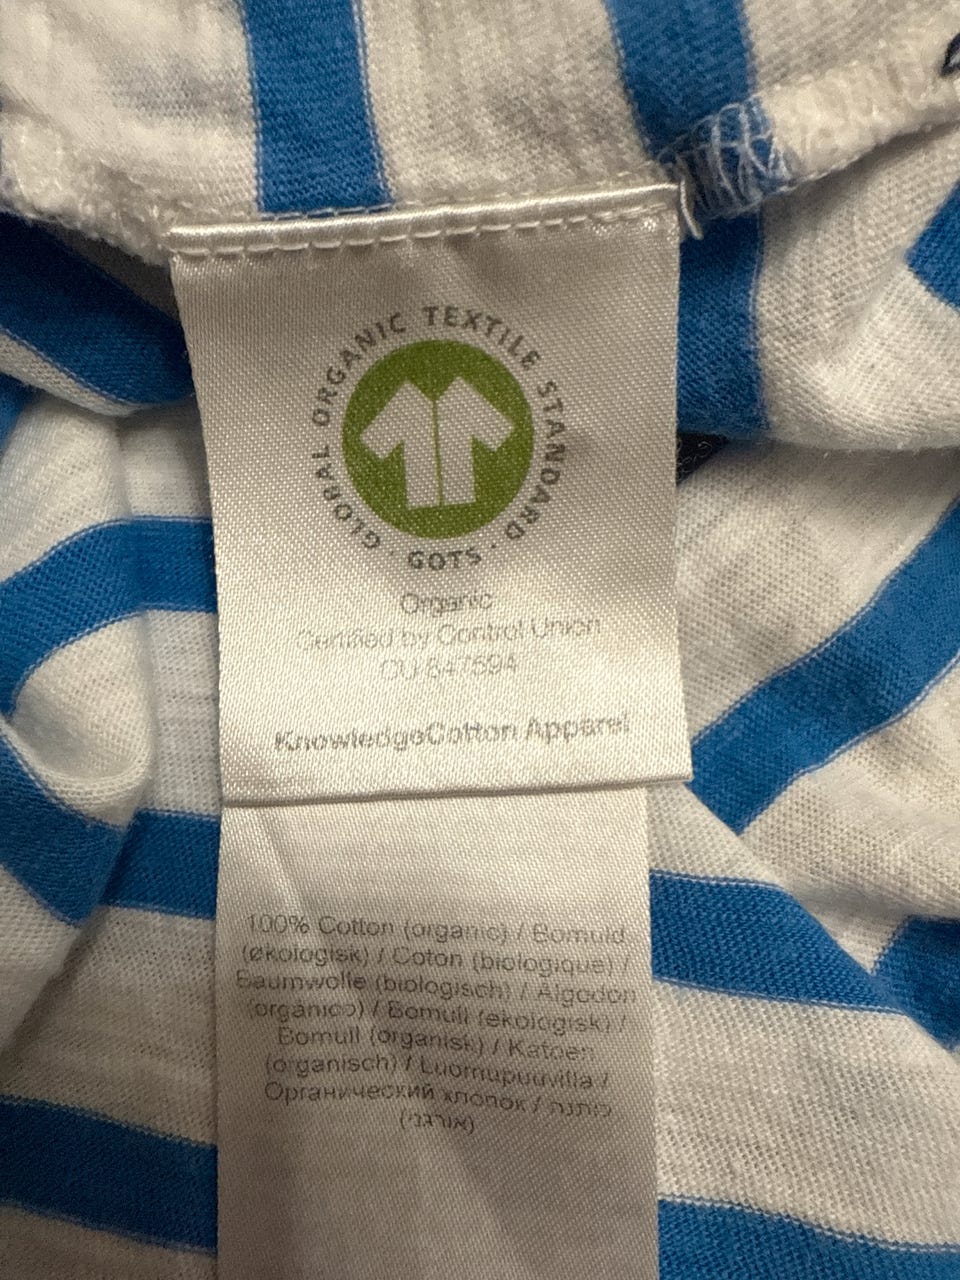 GLOBAL ORGANIC TEXTILE STANDARD · GOTS ·
Organic
Certified by Control Union
CU 847594
KnowledgeCotton Apparel
100% Cotton (organic) / Bomuld
(økologisk) / Coton (biologique) /
Baumwolle (biologisch) / Algodon
(orgánico) / Bomull (ekologisk) /
Bomull (organisk) / Katoen
(organisch) / Luomupuuvilla /
Органический хлопок / כותנה
(אורגני)